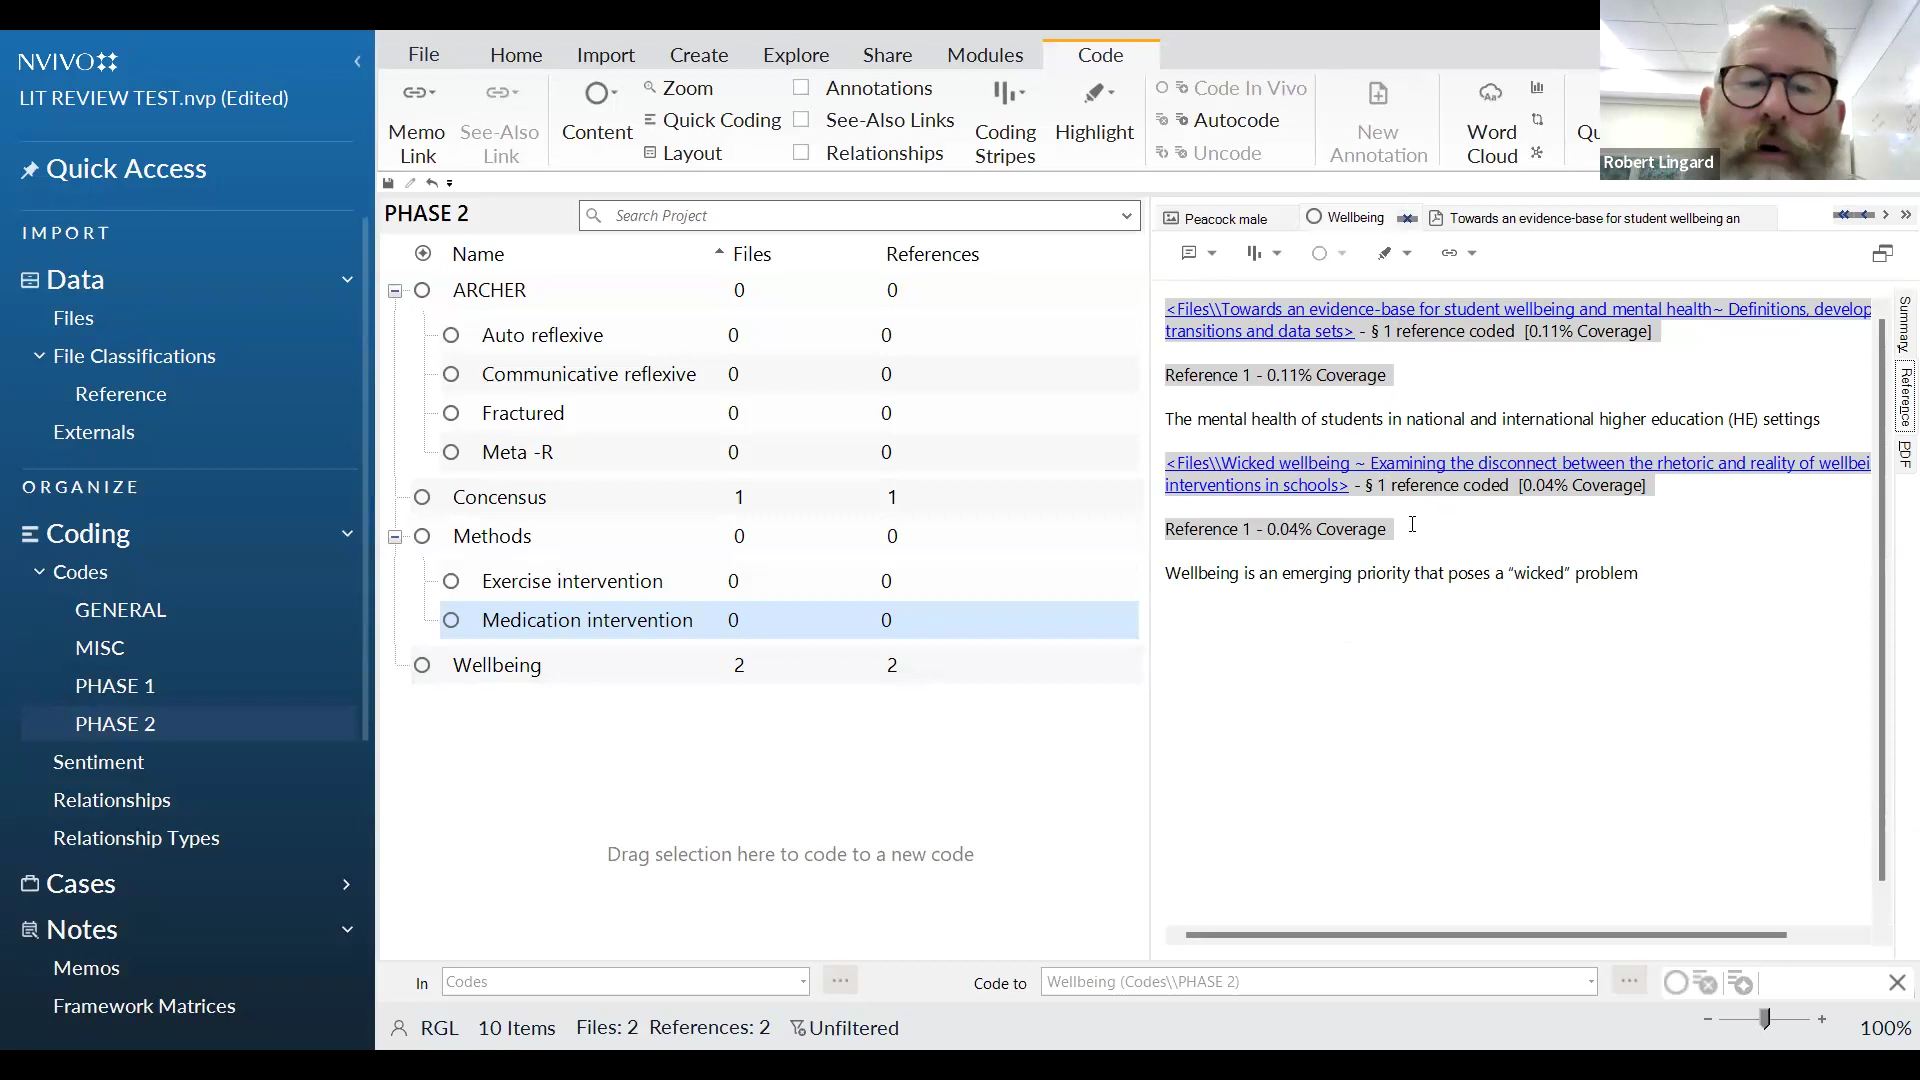 NVIVO
LIT REVIEW TEST.nvp (Edited)
Quick Access
IMPORT
Data
Files
File Classifications
Reference
Externals
ORGANIZE
Coding
Codes
GENERAL
MISC
PHASE 1
PHASE 2
Sentiment
Relationships
Relationship Types
Cases
Notes
Memos
Framework Matrices
File Home Import Create Explore Share Modules Code
Memo Link
See-Also Link
Content
Zoom
Quick Coding
Layout
Annotations
See-Also Links
Relationships
Coding Stripes
Highlight
Code In Vivo
Autocode
Uncode
New Annotation
Word Cloud
Robert Lingard
PHASE 2
Search Project
Name Files References
ARCHER 0 0
Auto reflexive 0 0
Communicative reflexive 0 0
Fractured 0 0
Meta -R 0 0
Concensus 1 1
Methods 0 0
Exercise intervention 0 0
Medication intervention 0 0
Wellbeing 2 2
Drag selection here to code to a new code
Peacock male Wellbeing Towards an evidence-base for student wellbeing an
<Files\\Towards an evidence-base for student wellbeing and mental health~ Definitions, develop
transitions and data sets> - § 1 reference coded [0.11% Coverage]
Reference 1 - 0.11% Coverage
The mental health of students in national and international higher education (HE) settings
<Files\\Wicked wellbeing ~ Examining the disconnect between the rhetoric and reality of wellbei
interventions in schools> - § 1 reference coded [0.04% Coverage]
Reference 1 - 0.04% Coverage
Wellbeing is an emerging priority that poses a “wicked” problem
Summary
Reference
PDF
In Codes ... Code to Wellbeing (Codes\\PHASE 2) ...
RGL 10 Items Files: 2 References: 2 Unfiltered 100%